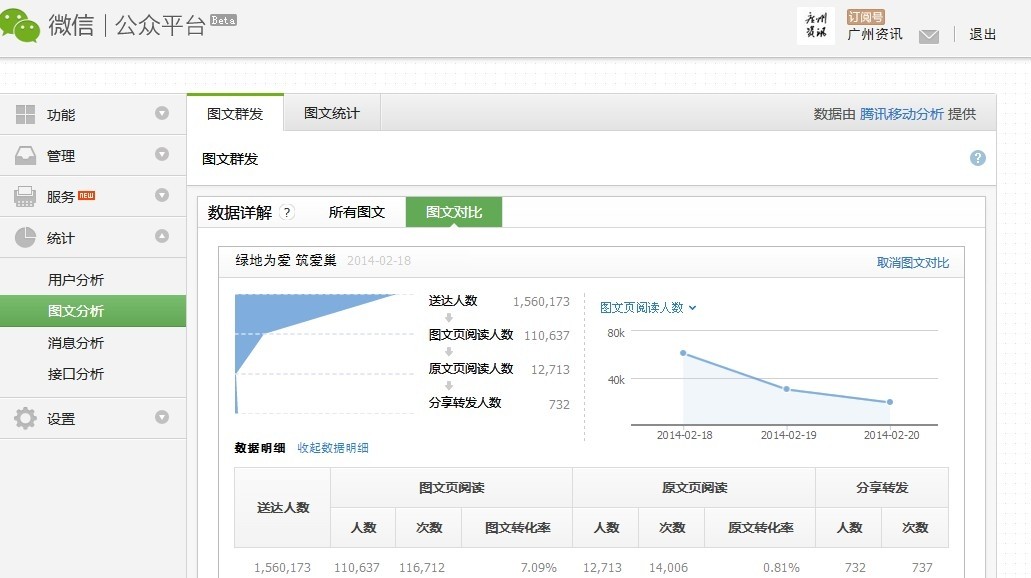 微信 | 公众平台 Beta
广州
资讯
订阅号
广州资讯
退出
功能
管理
服务 NEW
统计
用户分析
图文分析
消息分析
接口分析
设置
图文群发 图文统计
数据由 腾讯移动分析 提供
图文群发 ?
数据详解 ? 所有图文 图文对比
绿地为爱 筑爱巢 2014-02-18 取消图文对比
送达人数 1,560,173
图文页阅读人数 110,637
原文页阅读人数 12,713
分享转发人数 732
图文页阅读人数
80k
40k
2014-02-18 2014-02-19 2014-02-20
数据明细 收起数据明细
送达人数 图文页阅读 原文页阅读 分享转发
人数 次数 图文转化率 人数 次数 原文转化率 人数 次数
1,560,173 110,637 116,712 7.09% 12,713 14,006 0.81% 732 737